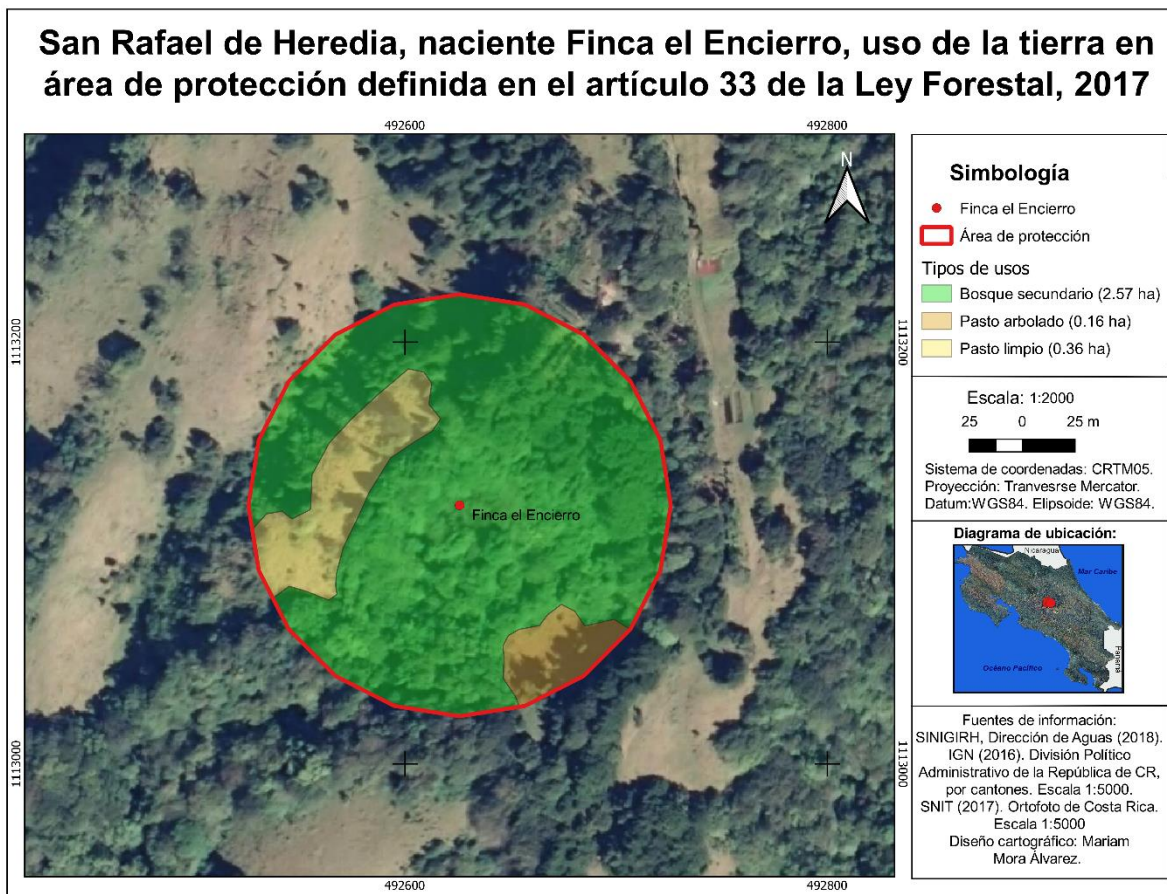 San Rafael de Heredia, naciente Finca el Encierro, uso de la tierra en
área de protección definida en el artículo 33 de la Ley Forestal, 2017
492600
492800
1113200
1113200
1113000
1113000
492600
492800
N
Finca el Encierro
Simbología
Finca el Encierro
Área de protección
Tipos de usos
Bosque secundario (2.57 ha)
Pasto arbolado (0.16 ha)
Pasto limpio (0.36 ha)
Escala: 1:2000
25 0 25 m
Sistema de coordenadas: CRTM05.
Proyección: Tranvesrse Mercator.
Datum:WGS84. Elipsoide: WGS84.
Diagrama de ubicación:
Nicaragua
Mar Caribe
Océano Pacífico
Panamá
Fuentes de información:
SINIGIRH, Dirección de Aguas (2018).
IGN (2016). División Político
Administrativo de la República de CR,
por cantones. Escala 1:5000.
SNIT (2017). Ortofoto de Costa Rica.
Escala 1:5000
Diseño cartográfico: Mariam
Mora Álvarez.